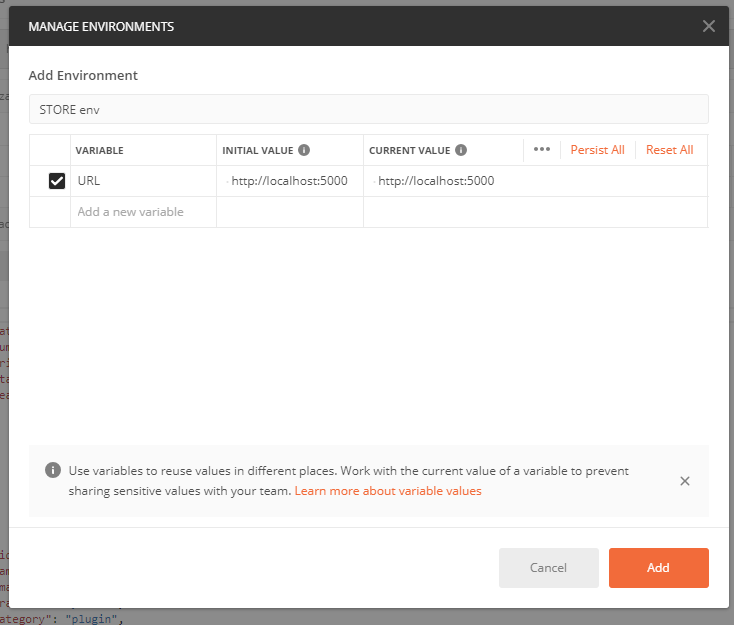 MANAGE ENVIRONMENTS
Add Environment
STORE env
VARIABLE INITIAL VALUE CURRENT VALUE ••• Persist All Reset All
URL · http://localhost:5000 · http://localhost:5000
Add a new variable
Use variables to reuse values in different places. Work with the current value of a variable to prevent
sharing sensitive values with your team. Learn more about variable values
Cancel Add
ategory": "plugin",